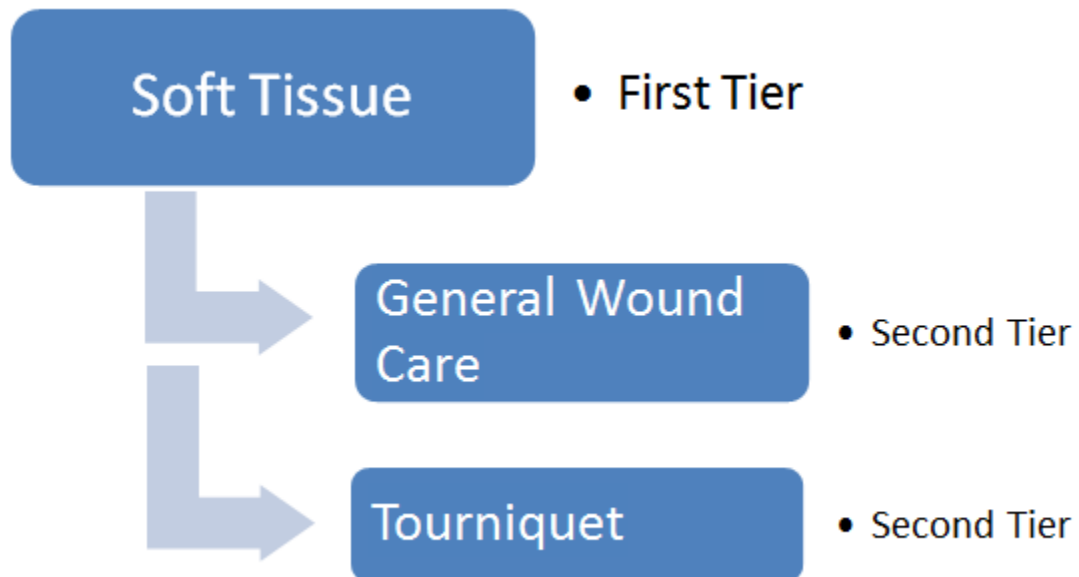 Soft Tissue
• First Tier
General Wound
Care
• Second Tier
Tourniquet
• Second Tier